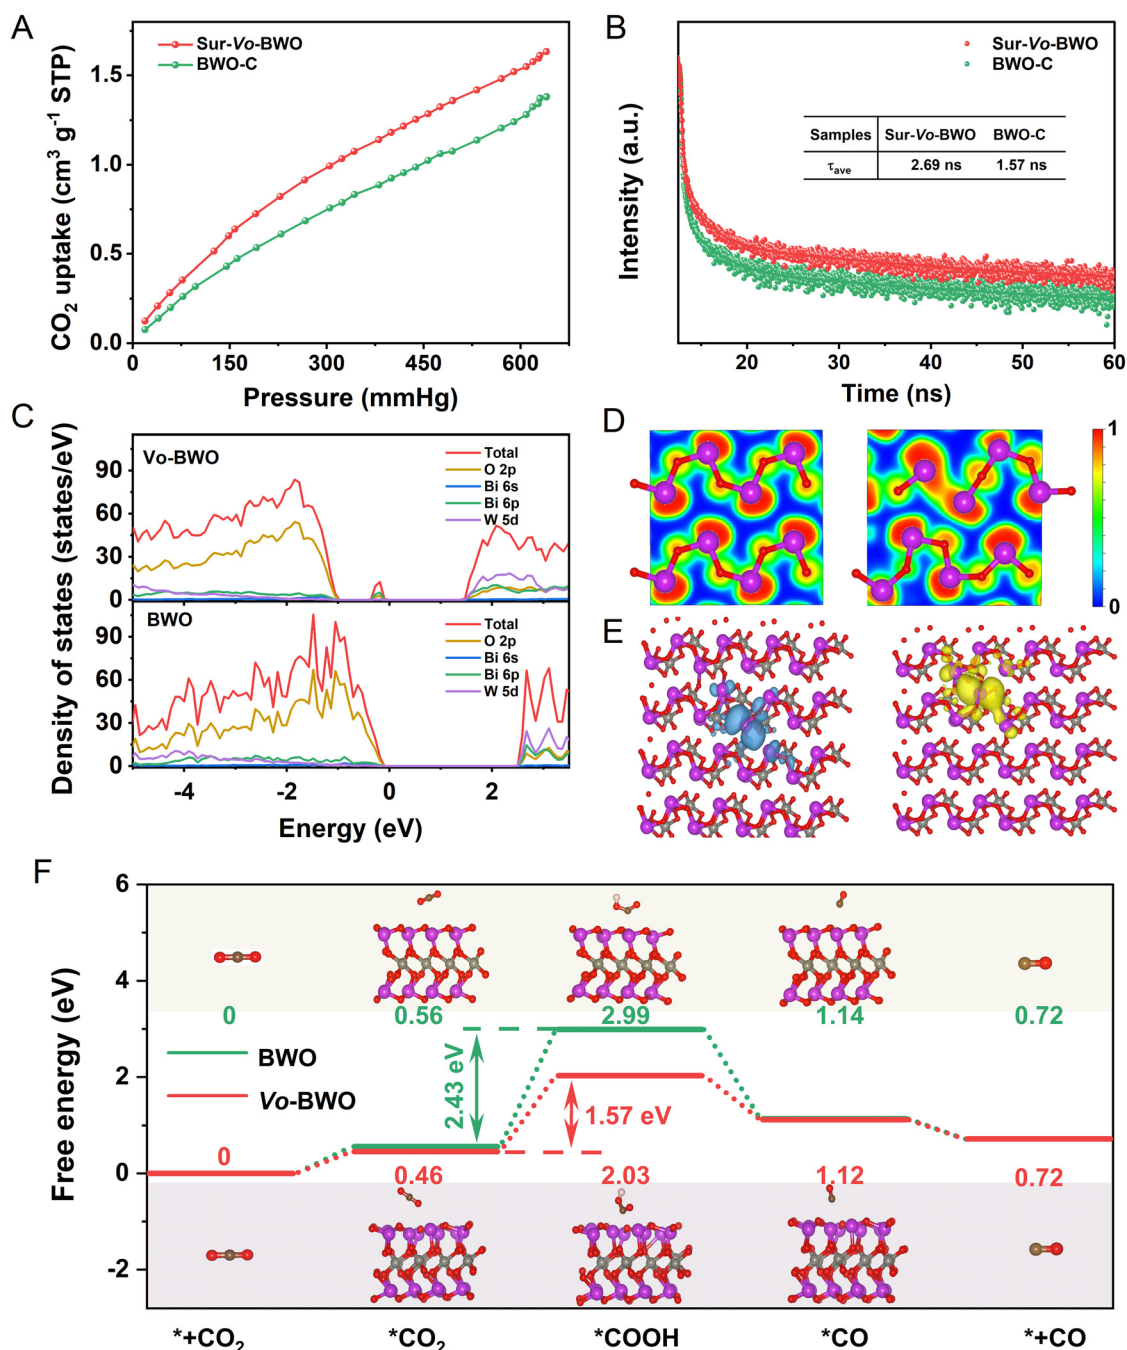 A
Sur-Vo-BWO
BWO-C
CO₂ uptake (cm³ g⁻¹ STP)
1.5
1.0
0.5
0.0
0 150 300 450 600
Pressure (mmHg)
B
Sur-Vo-BWO
BWO-C
Samples Sur-Vo-BWO BWO-C
τave 2.69 ns 1.57 ns
Intensity (a.u.)
20 30 40 50 60
Time (ns)
C
Vo-BWO
Total
O 2p
Bi 6s
Bi 6p
W 5d
90
60
30
0
BWO
Total
O 2p
Bi 6s
Bi 6p
W 5d
90
60
30
0
Density of states (states/eV)
-4 -2 0 2
Energy (eV)
D
1
0
E
F
Free energy (eV)
6
4
2
0
-2
0 0.56 2.99 1.14 0.72
BWO
Vo-BWO
2.43 eV
1.57 eV
0 0.46 2.03 1.12 0.72
*+CO₂ *CO₂ *COOH *CO *+CO